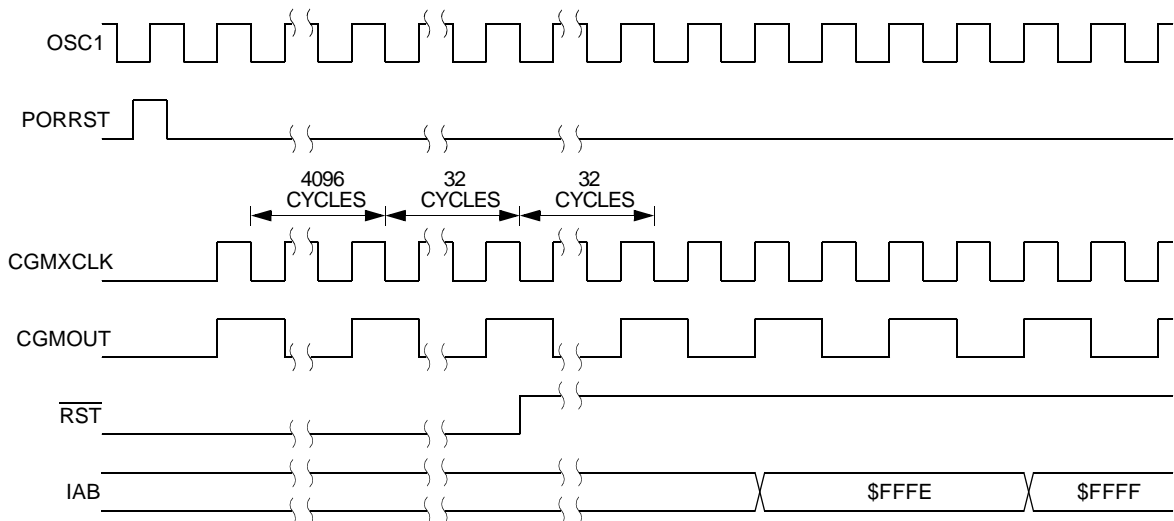 OSC1
PORRST
4096 CYCLES
32 CYCLES
32 CYCLES
CGMXCLK
CGMOUT
RST
IAB
$FFFE
$FFFF